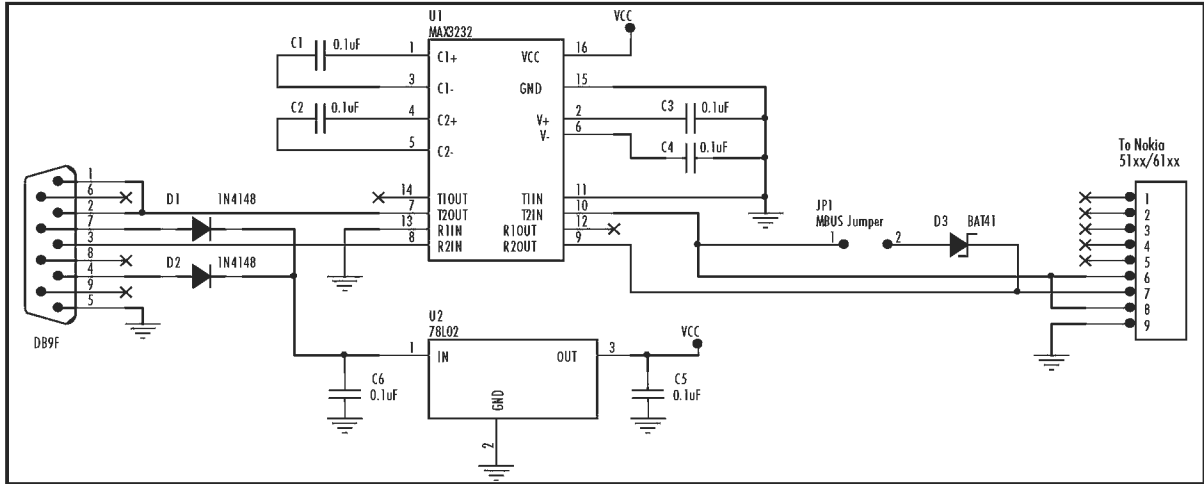 U1
MAX3232
VCC
C1 0.1uF
1 C1+ VCC 16
3 C1- GND 15
C2 0.1uF
4 C2+ V+ 2
C3 0.1uF
5 C2- V- 6
C4 0.1uF
14 T1OUT T1IN 11
7 T2OUT T2IN 10
13 R1IN R1OUT 12
8 R2IN R2OUT 9
1
6
2
7
3
8
4
9
5
DB9F
D1 1N4148
D2 1N4148
JP1
MBUS Jumper
1 2
D3 BAT41
To Nokia
51xx/61xx
1
2
3
4
5
6
7
8
9
U2
78L02
1 IN OUT 3
GND
2
VCC
C6
0.1uF
C5
0.1uF